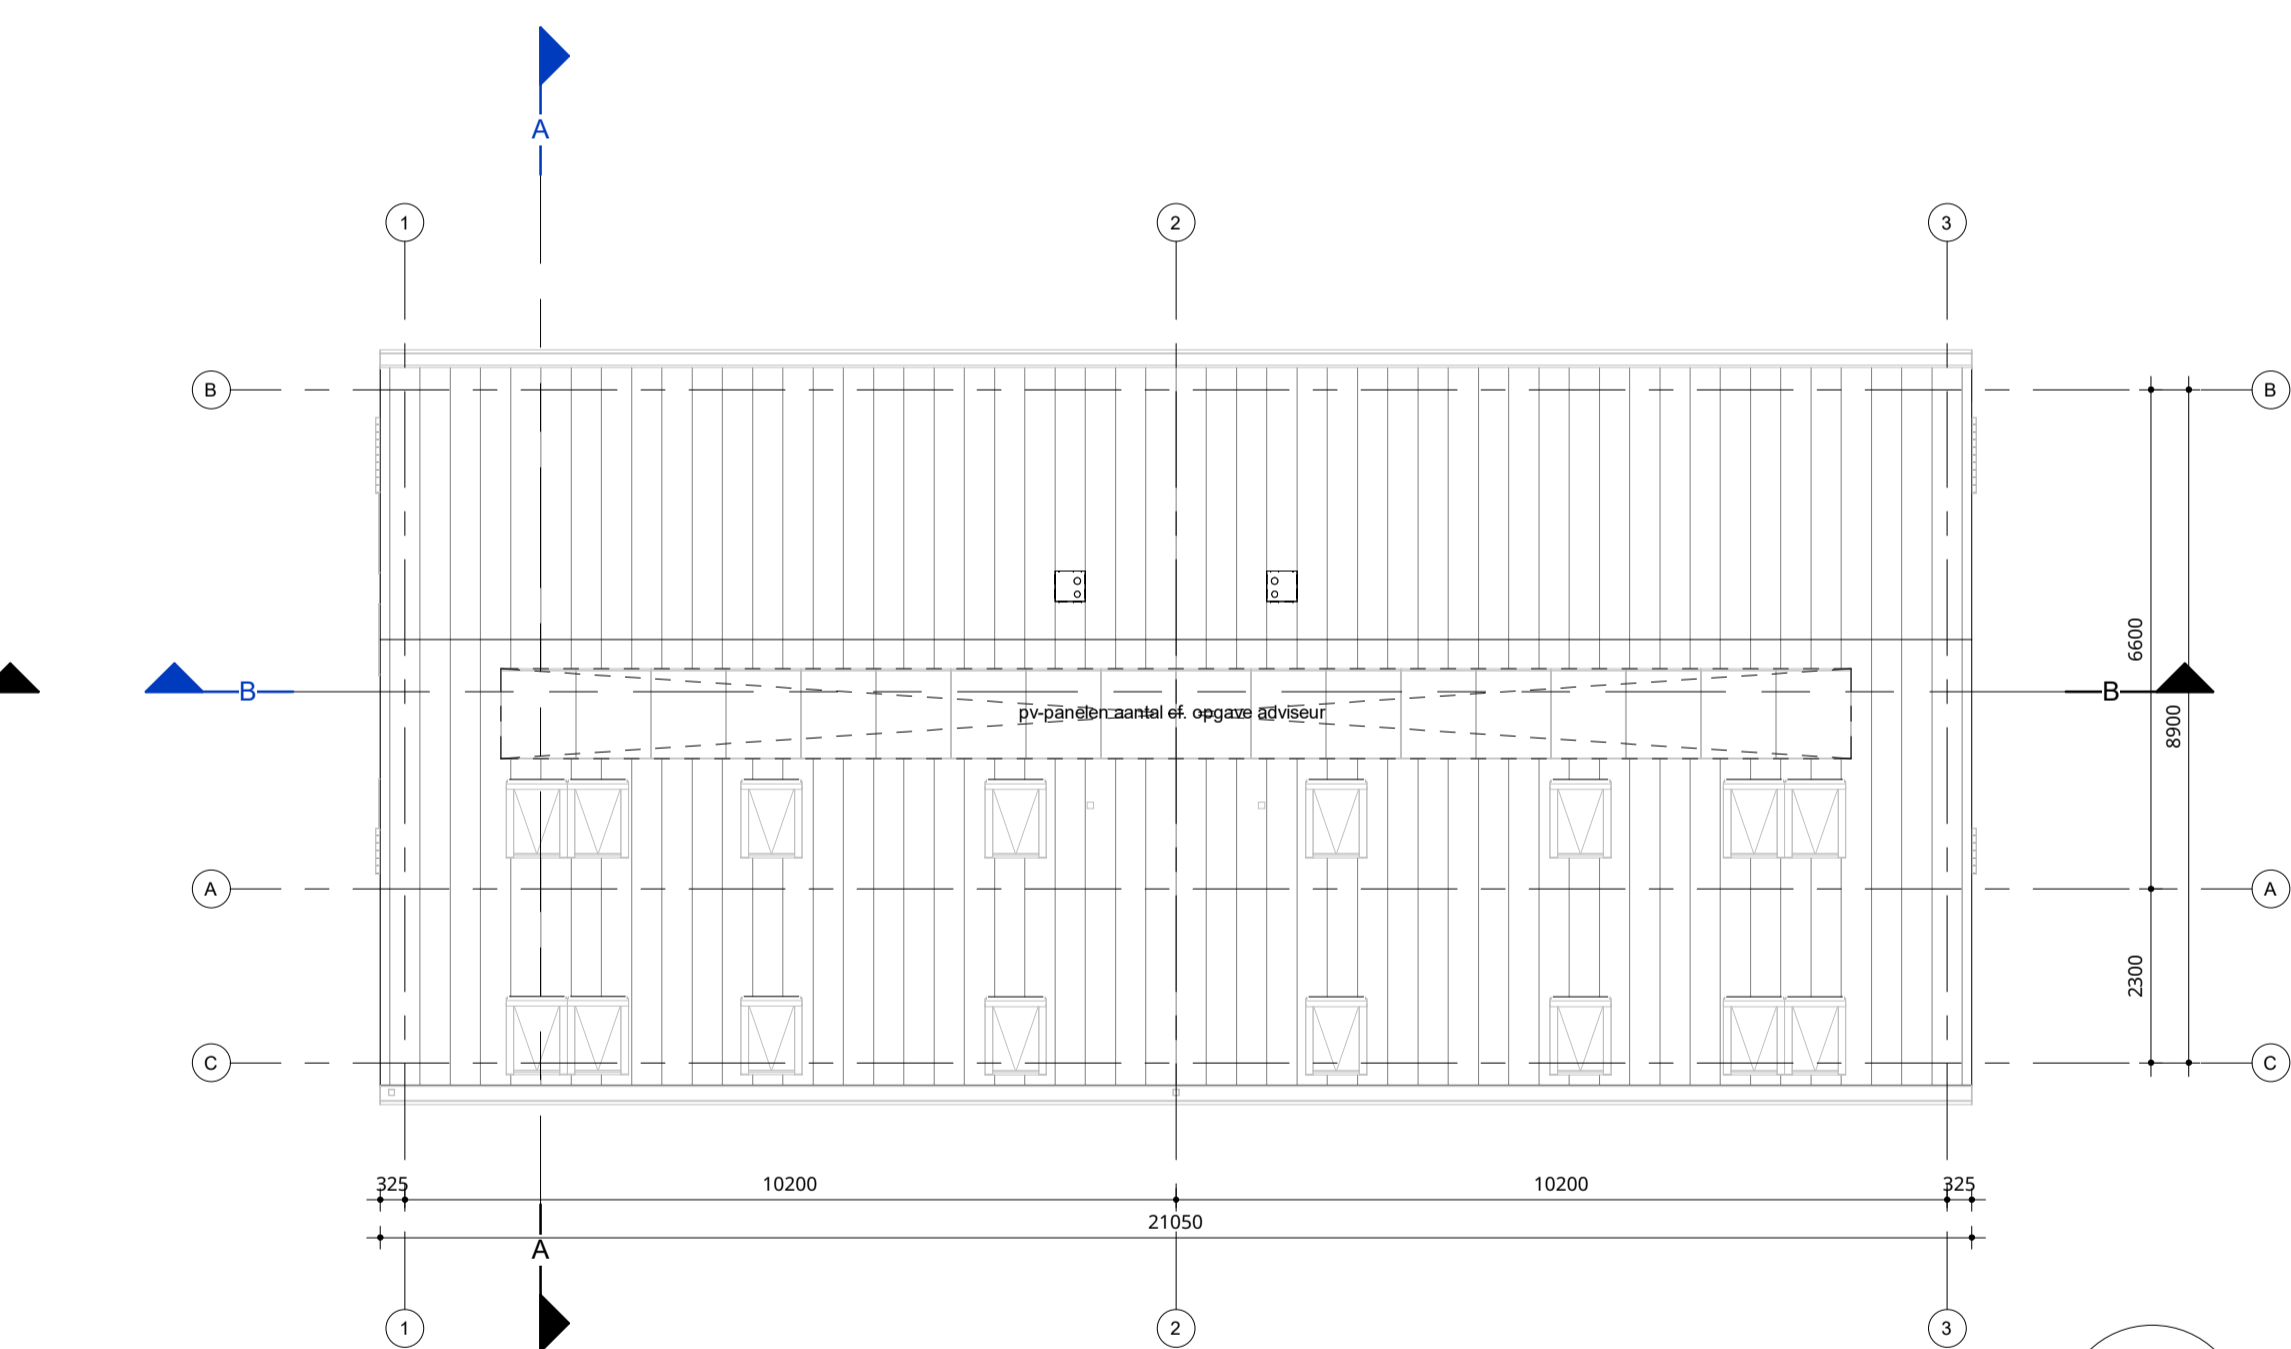 A
1 2 3
B B
6600
B B
8900
pv-panelen aantal cf. opgave adviseur
A A
2300
C C
325 10200 10200 325
21050
A
1 2 3